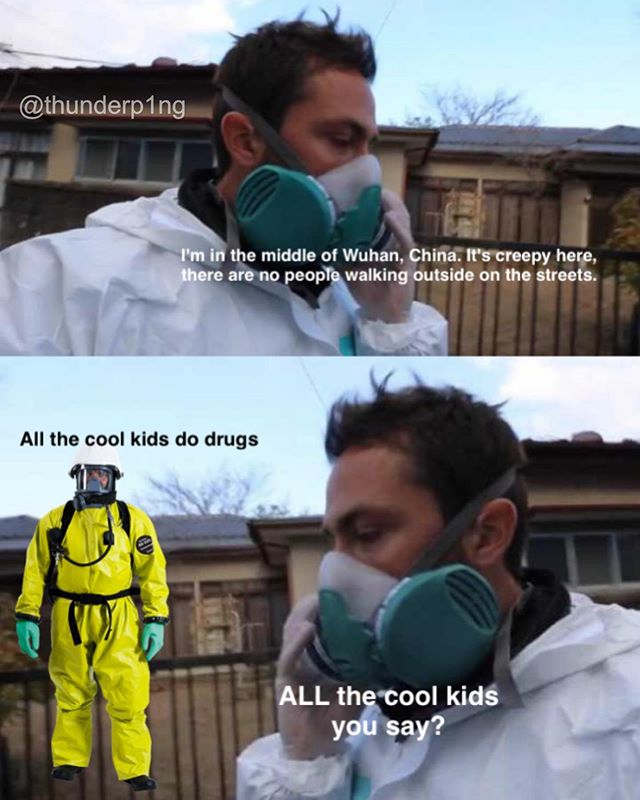 @thunderp1ng
I'm in the middle of Wuhan, China. It's creepy here,
there are no people walking outside on the streets.
All the cool kids do drugs
ALL the cool kids
you say?